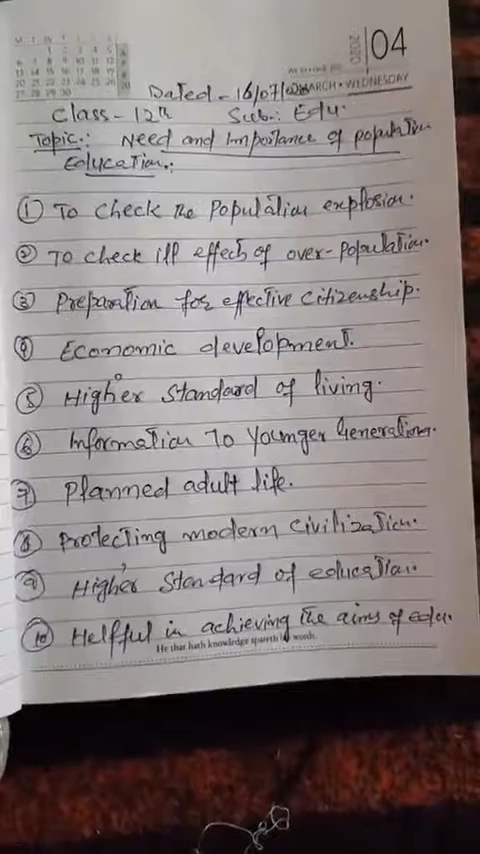 M T W T F S S
2020 04
MARCH • WEDNESDAY
Dated - 16/07/
Class - 12th Sub:. Edu.
Topic:. Need and Importance of population
Education.:
① To check the Population explosion.
② To check ill effects of over-Population.
③ Preparation for effective citizenship.
④ Economic development.
⑤ Higher Standard of living.
⑥ Information To Younger Generations.
⑦ Planned adult life.
⑧ Protecting modern civilization.
⑨ Higher Standard of education.
⑩ Helpful in achieving the aims of edu.
He that hath knowledge spareth his words.